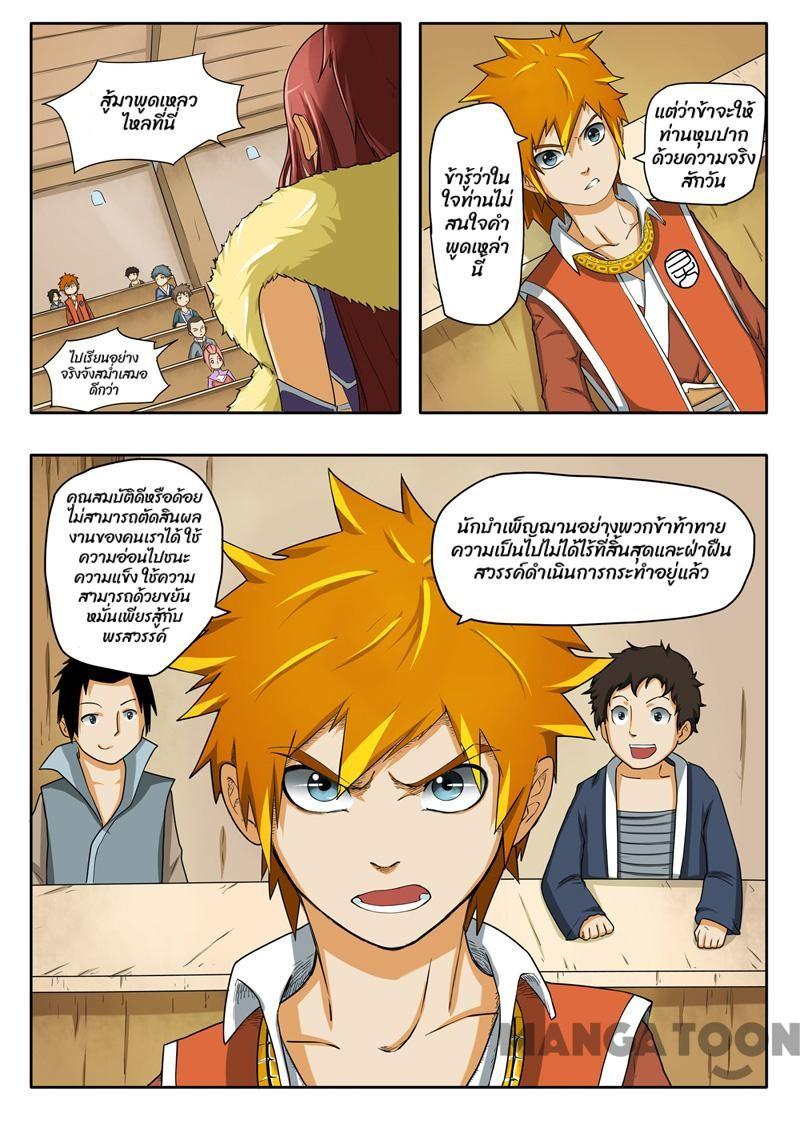 สู้มาพูดเหลว
ไหลที่นี่
ไปเรียนอย่าง
จริงจังสม่ำเสมอ
ดีกว่า
แต่ว่าข้าจะให้
ท่านหุบปาก
ด้วยความจริง
สักวัน
ข้ารู้ว่าใน
ใจท่านไม่
สนใจคำ
พูดเหล่า
นี้
คุณสมบัติดีหรือด้อย
ไม่สามารถตัดสินผล
งานของคนเราได้ ใช้
ความอ่อนไปชนะ
ความแข็ง ใช้ความ
สามารถด้วยขยัน
หมั่นเพียรสู้กับ
พรสวรรค์
นักบำเพ็ญฌานอย่างพวกข้าท้าทาย
ความเป็นไปไม่ได้ไร้ที่สิ้นสุดและฝ่าฝืน
สวรรค์ดำเนินการกระทำอยู่แล้ว
MANGATOON